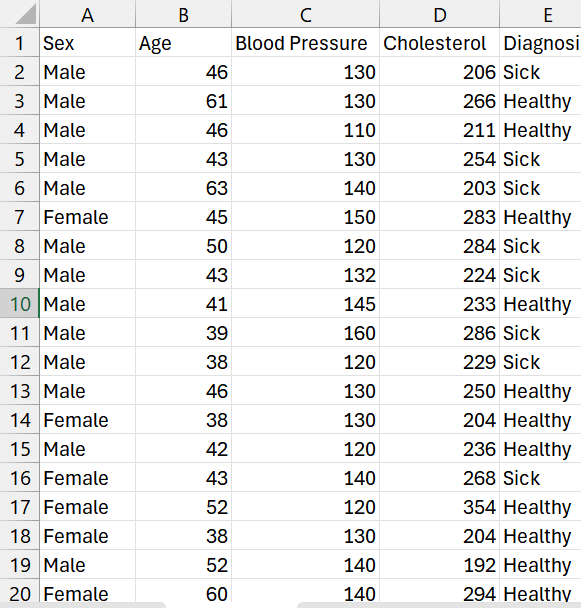 A B C D E
1 Sex Age Blood Pressure Cholesterol Diagnosi
2 Male 46 130 206 Sick
3 Male 61 130 266 Healthy
4 Male 46 110 211 Healthy
5 Male 43 130 254 Sick
6 Male 63 140 203 Sick
7 Female 45 150 283 Healthy
8 Male 50 120 284 Sick
9 Male 43 132 224 Sick
10 Male 41 145 233 Healthy
11 Male 39 160 286 Sick
12 Male 38 120 229 Sick
13 Male 46 130 250 Healthy
14 Female 38 130 204 Healthy
15 Male 42 120 236 Healthy
16 Female 43 140 268 Sick
17 Female 52 120 354 Healthy
18 Female 38 130 204 Healthy
19 Male 52 140 192 Healthy
20 Female 60 140 294 Healthy